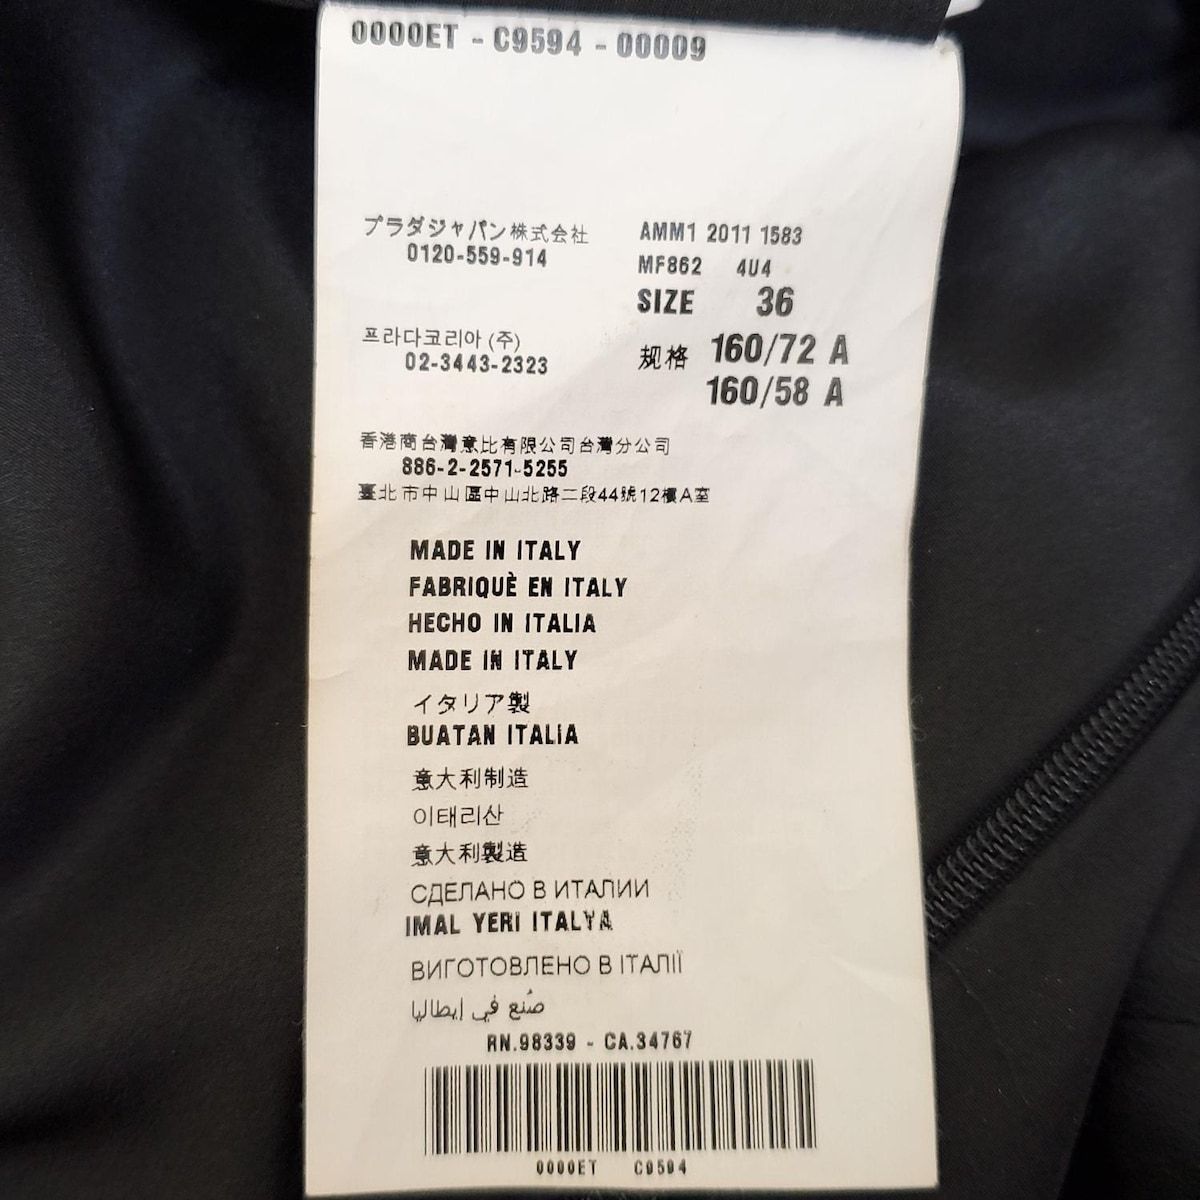 0000ET - C9594 - 00009
プラダジャパン株式会社
0120-559-914
AMM1 2011 1583
MF862 4U4
SIZE 36
프라다코리아 (주)
02-3443-2323
规格 160/72 A
160/58 A
香港商台灣意比有限公司台灣分公司
886-2-2571-5255
臺北市中山區中山北路二段44號12樓A室
MADE IN ITALY
FABRIQUÈ EN ITALY
HECHO IN ITALIA
MADE IN ITALY
イタリア製
BUATAN ITALIA
意大利制造
이태리산
意大利製造
СДЕЛАНО В ИТАЛИИ
IMAL YERI ITALYA
ВИГОТОВЛЕНО В ІТАЛІЇ
صُنع في إيطاليا
RN.98339 - CA.34767
0000ET C9594